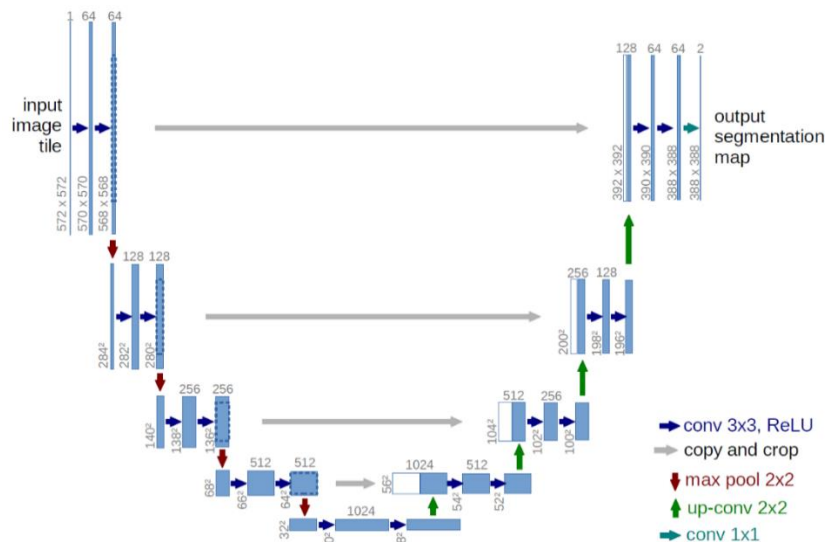 1
64
64
input
image
tile
572 x 572
570 x 570
568 x 568
128
64
64
2
output
segmentation
map
392 x 392
390 x 390
388 x 388
388 x 388
128
128
284²
282²
280²
256
128
200²
198²
196²
256
256
140²
138²
136²
512
256
104²
102²
100²
512
512
68²
66²
64²
1024
512
56²
54²
52²
1024
32²
conv 3x3, ReLU
copy and crop
max pool 2x2
up-conv 2x2
conv 1x1